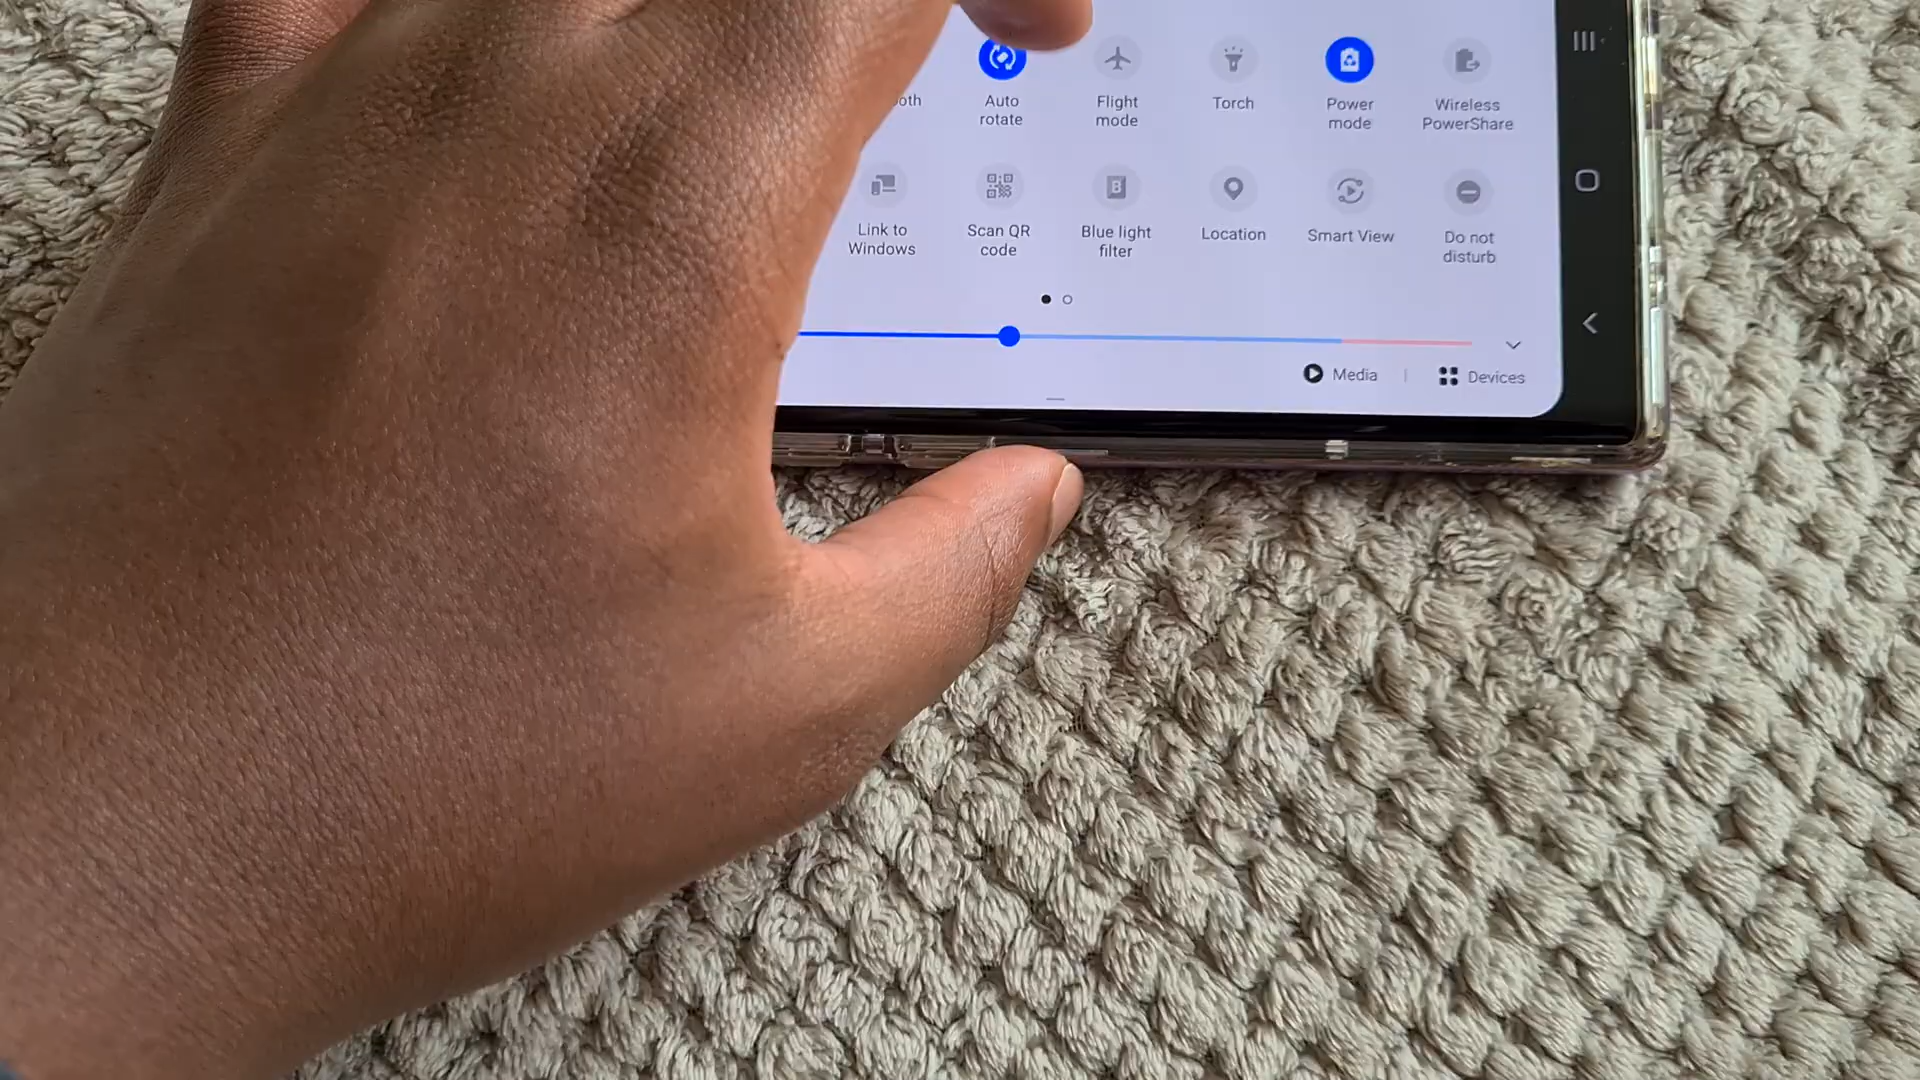 Auto
rotate
Flight
mode
Torch
Power
mode
Wireless
PowerShare
Link to
Windows
Scan QR
code
Blue light
filter
Location
Smart View
Do not
disturb
Media
Devices